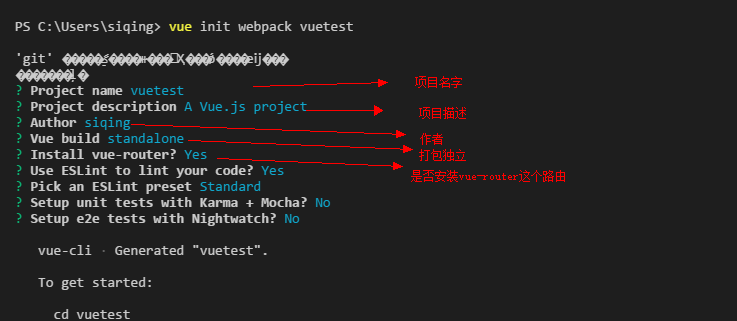 PS C:\Users\siqing> vue init webpack vuetest
'git'
? Project name vuetest 项目名字
? Project description A Vue.js project 项目描述
? Author siqing 作者
? Vue build standalone 打包独立
? Install vue-router? Yes 是否安装vue-router这个路由
? Use ESLint to lint your code? Yes
? Pick an ESLint preset Standard
? Setup unit tests with Karma + Mocha? No
? Setup e2e tests with Nightwatch? No
vue-cli · Generated "vuetest".
To get started:
cd vuetest